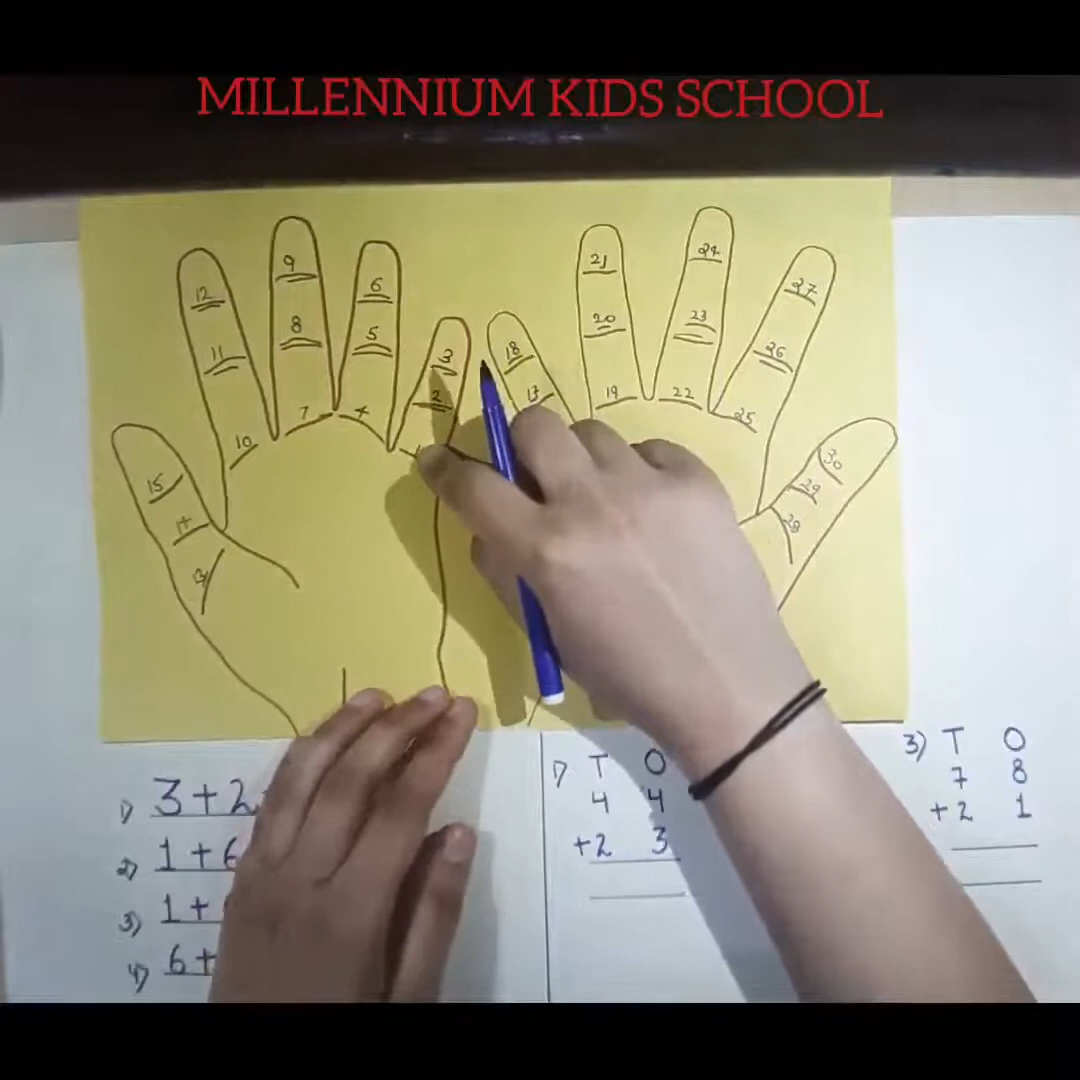 MILLENNIUM KIDS SCHOOL
12 9 6 21 24 27
11 8 5 3 18 20 23 26
10 7 4 2 17 19 22 25
15 30
14 29
13 28
1) 3+2
2) 1+6
3) 1+
4) 6+
1) T O
4 4
+2 3
3) T O
7 8
+2 1